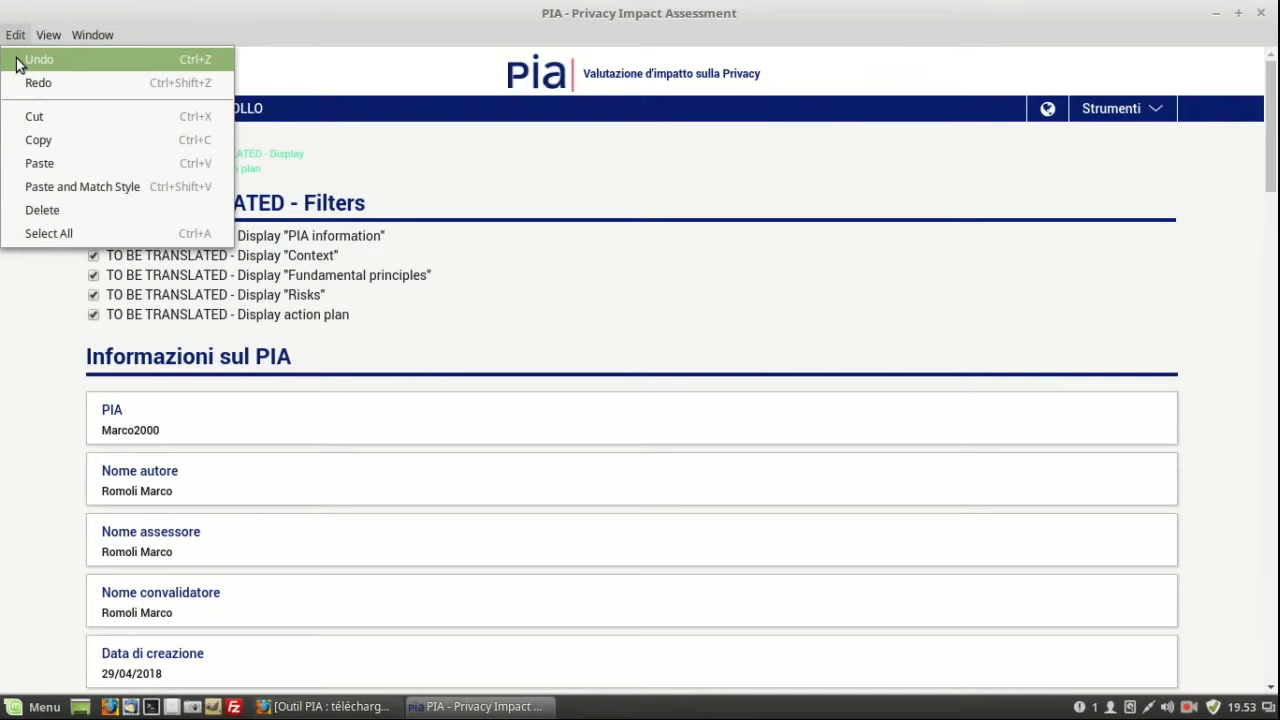 PIA - Privacy Impact Assessment
Edit View Window
Undo Ctrl+Z
Redo Ctrl+Shift+Z
Cut Ctrl+X
Copy Ctrl+C
Paste Ctrl+V
Paste and Match Style Ctrl+Shift+V
Delete
Select All Ctrl+A
pia Valutazione d'impatto sulla Privacy
OLLO Strumenti
ATED - Display
plan
ATED - Filters
Display "PIA information"
TO BE TRANSLATED - Display "Context"
TO BE TRANSLATED - Display "Fundamental principles"
TO BE TRANSLATED - Display "Risks"
TO BE TRANSLATED - Display action plan
Informazioni sul PIA
PIA
Marco2000
Nome autore
Romoli Marco
Nome assessore
Romoli Marco
Nome convalidatore
Romoli Marco
Data di creazione
29/04/2018
Menu [Outil PIA : télécharg... pia PIA - Privacy Impact ... 1 19.53